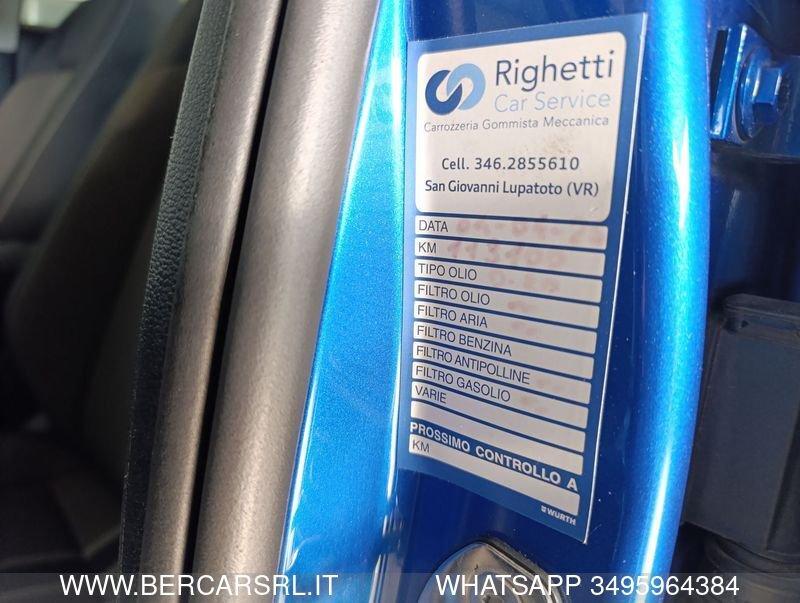 Righetti
Car Service
Carrozzeria Gommista Meccanica
Cell. 346.2855610
San Giovanni Lupatoto (VR)
DATA
KM
TIPO OLIO
FILTRO OLIO
FILTRO ARIA
FILTRO BENZINA
FILTRO ANTIPOLLINE
FILTRO GASOLIO
VARIE
PROSSIMO CONTROLLO A
KM
WURTH
WWW.BERCARSRL.IT WHATSAPP 3495964384